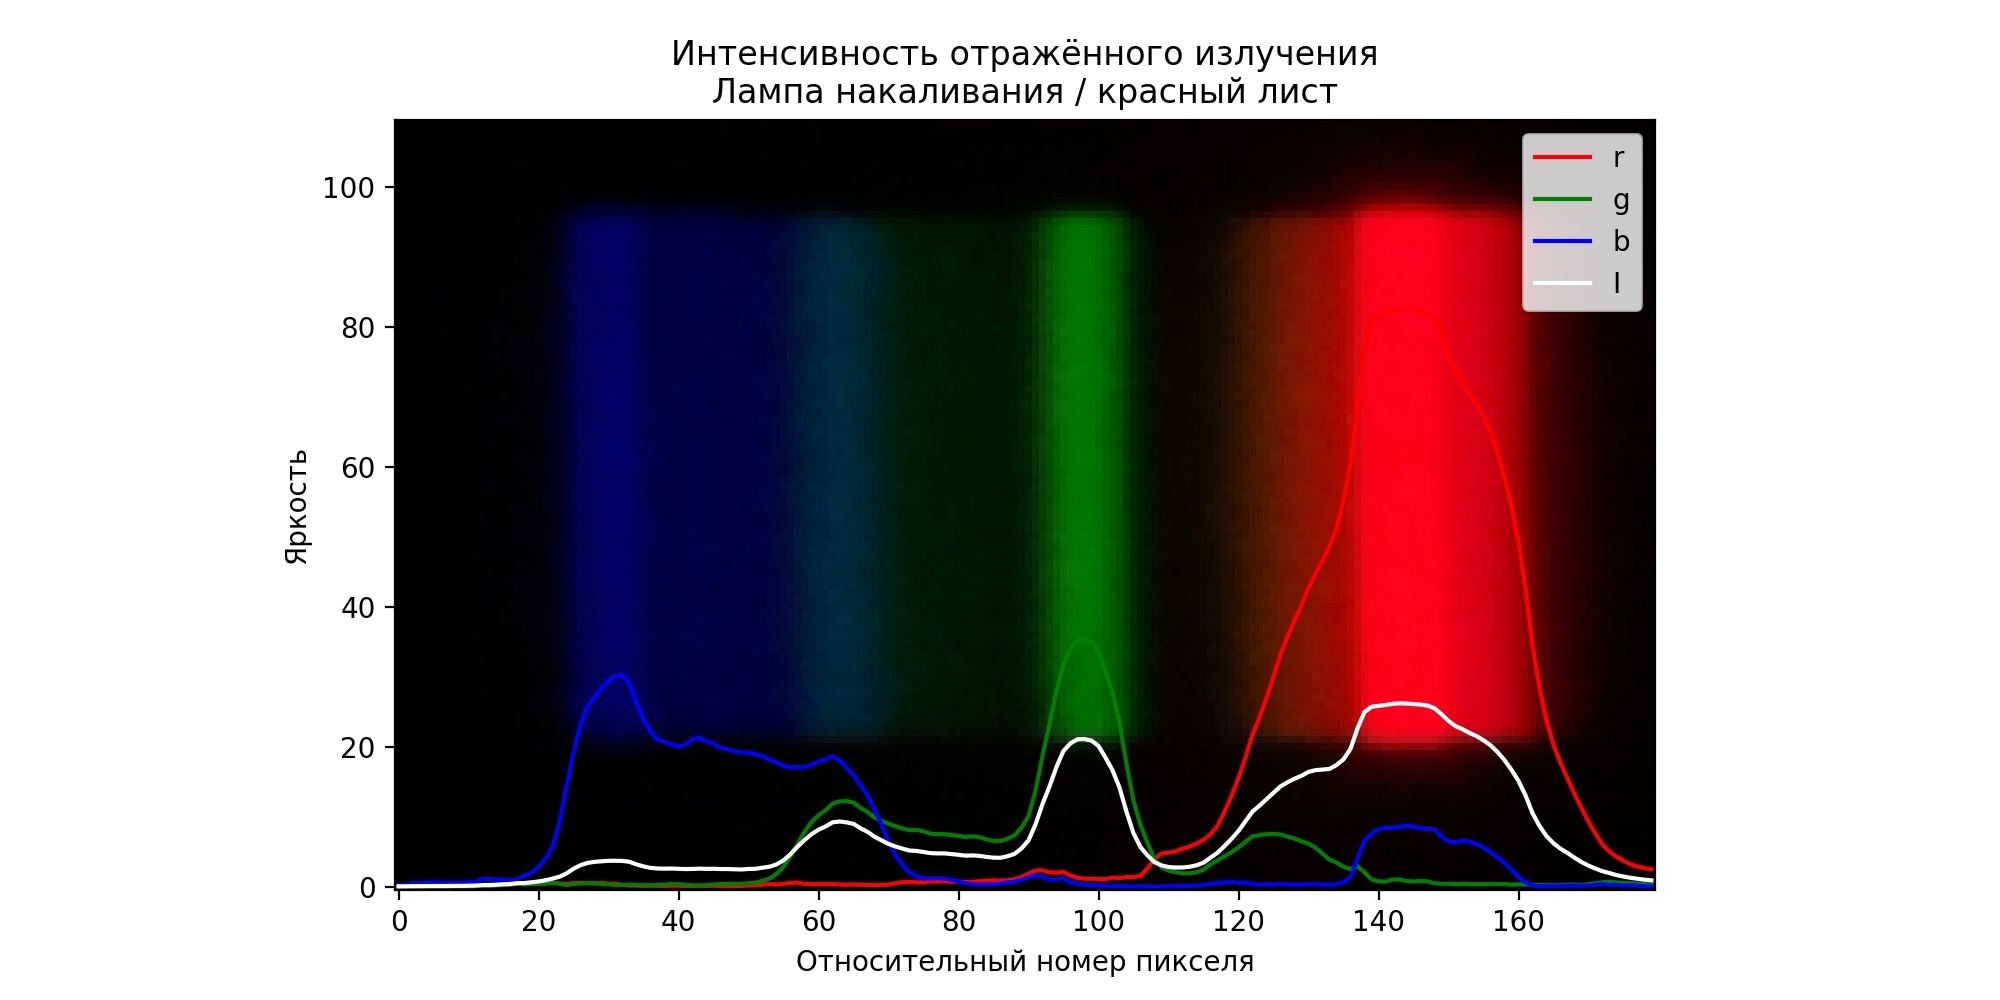 Интенсивность отражённого излучения
Лампа накаливания / красный лист
r
g
b
l
100
80
60
40
20
0
Яркость
0 20 40 60 80 100 120 140 160
Относительный номер пикселя